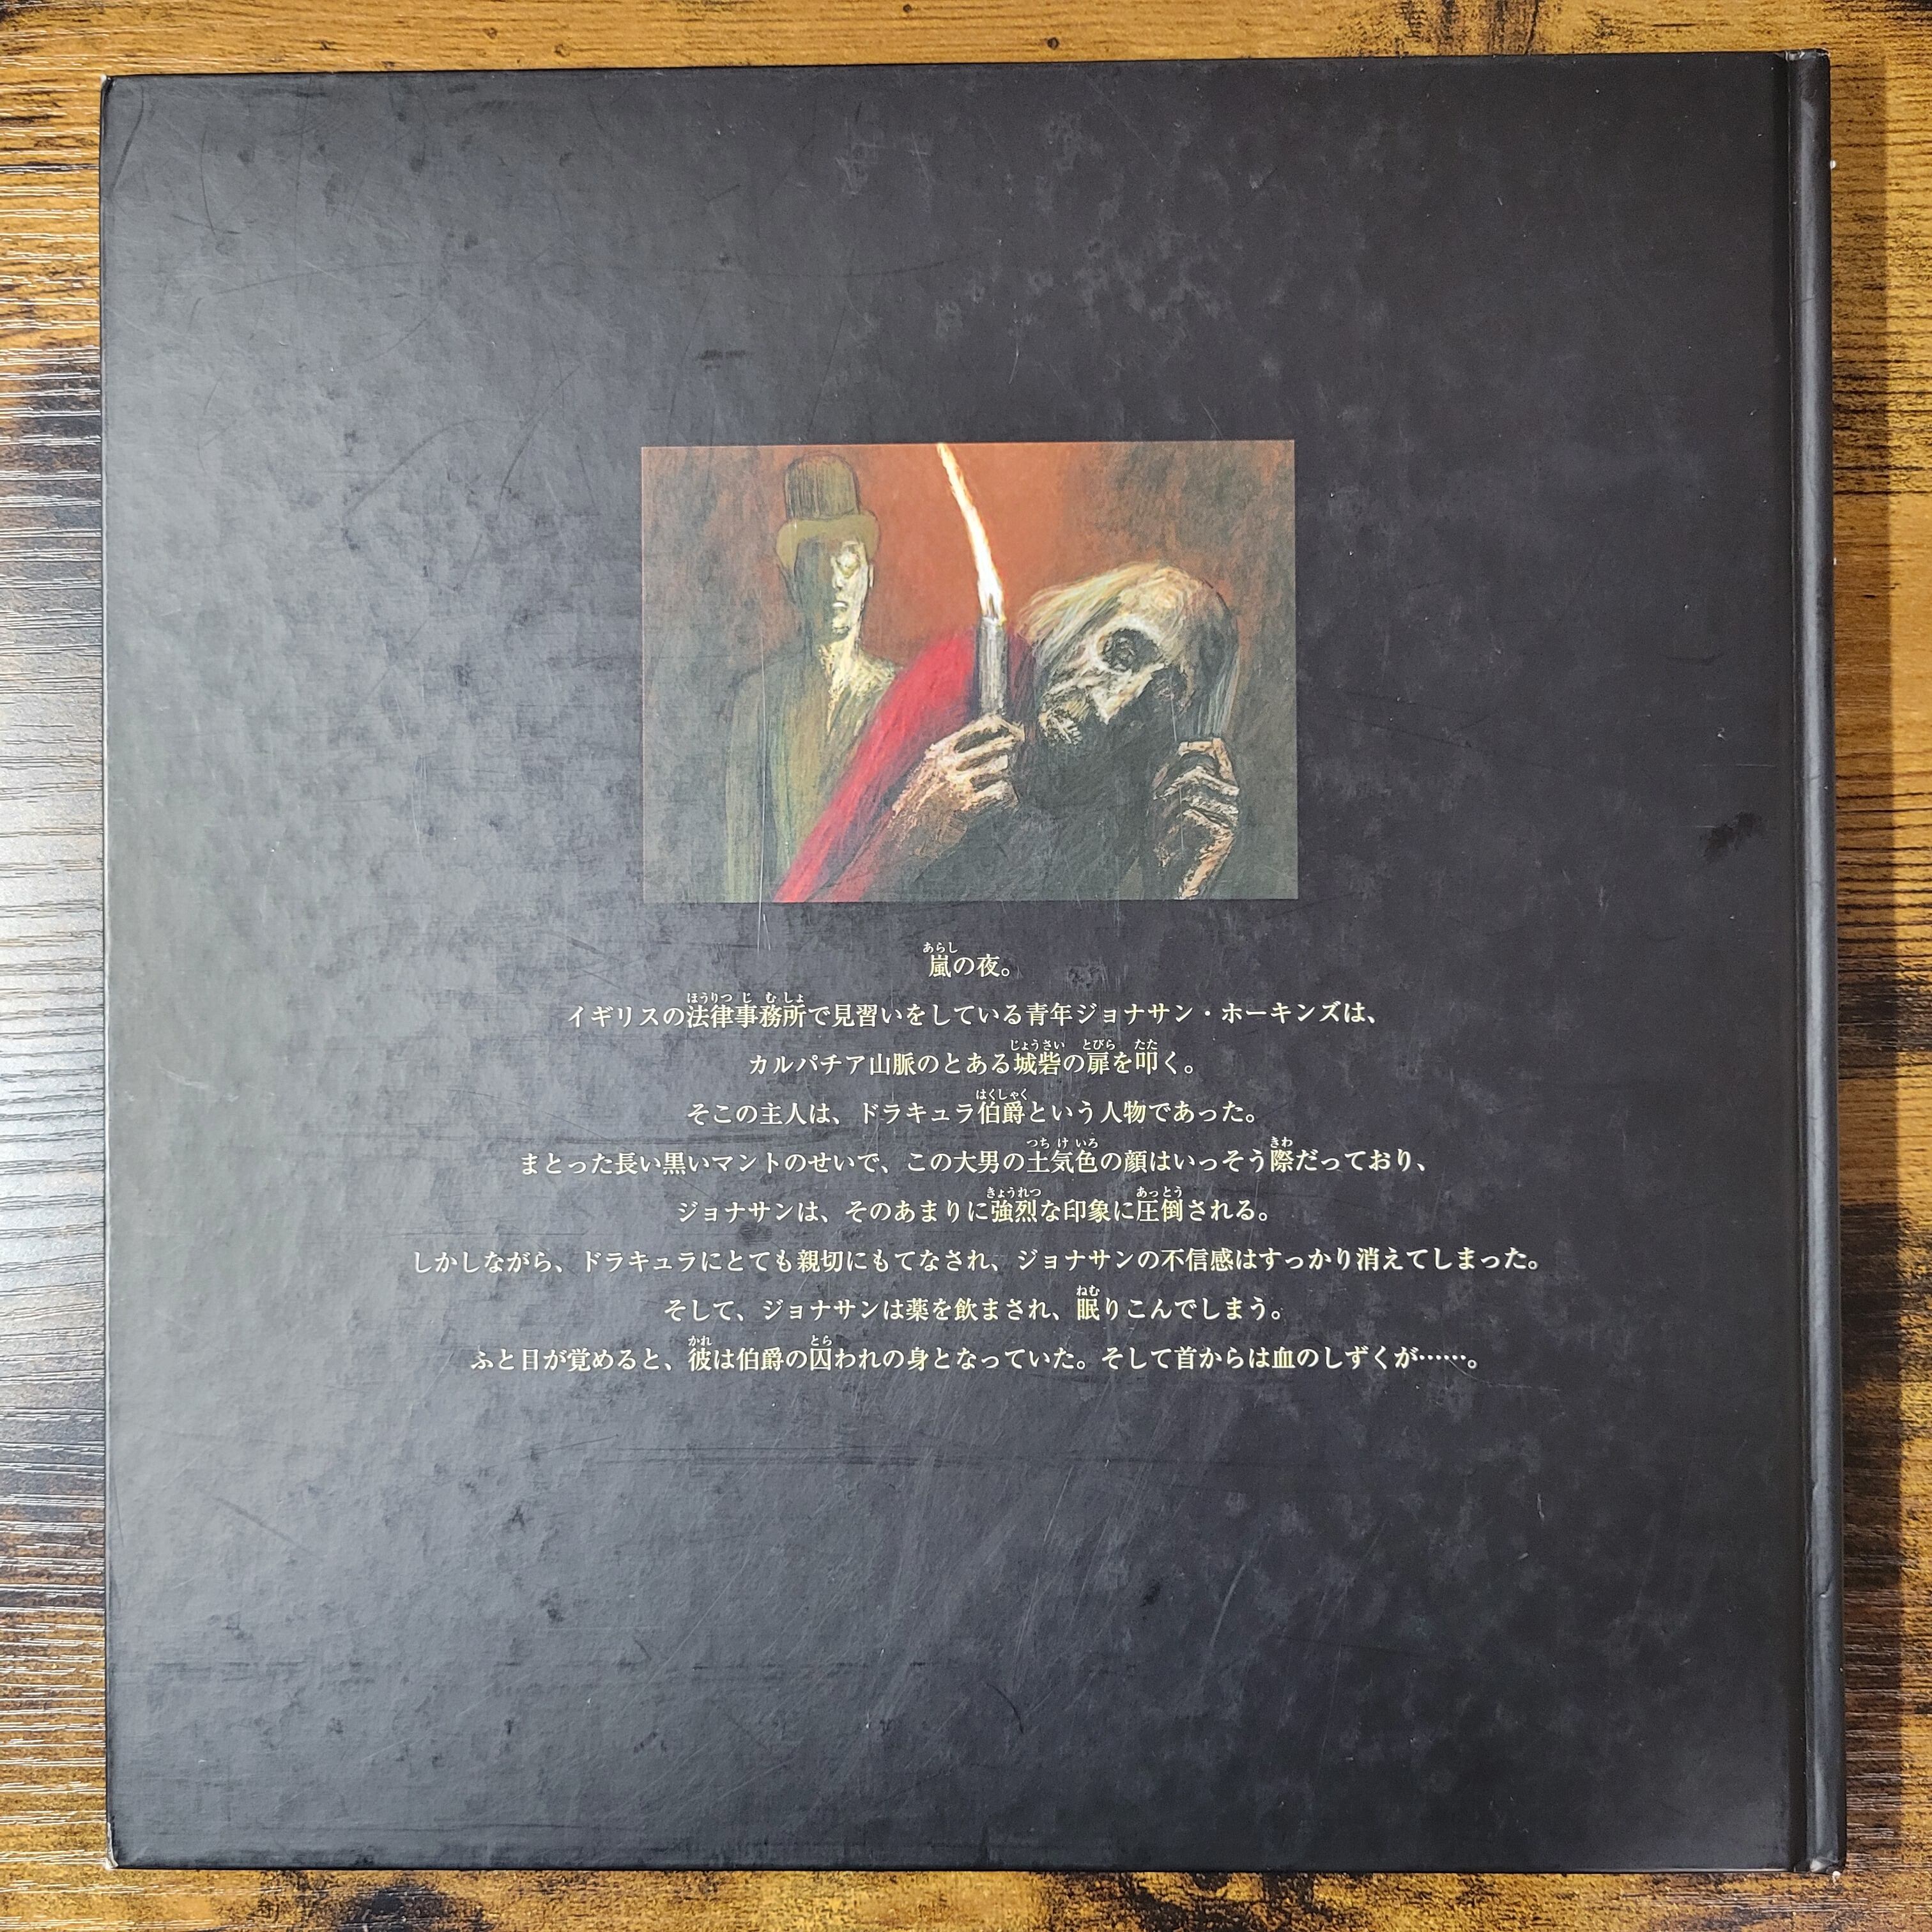 嵐の夜。
イギリスの法律事務所で見習いをしている青年ジョナサン・ホーキンズは、
カルパチア山脈のとある城砦の扉を叩く。
そこの主人は、ドラキュラ伯爵という人物であった。
まとった長い黒いマントのせいで、この大男の土気色の顔はいっそう際だっており、
ジョナサンは、そのあまりに強烈な印象に圧倒される。
しかしながら、ドラキュラにとても親切にもてなされ、ジョナサンの不信感はすっかり消えてしまった。
そして、ジョナサンは薬を飲まされ、眠りこんでしまう。
ふと目が覚めると、彼は伯爵の囚われの身となっていた。そして首からは血のしずくが……。